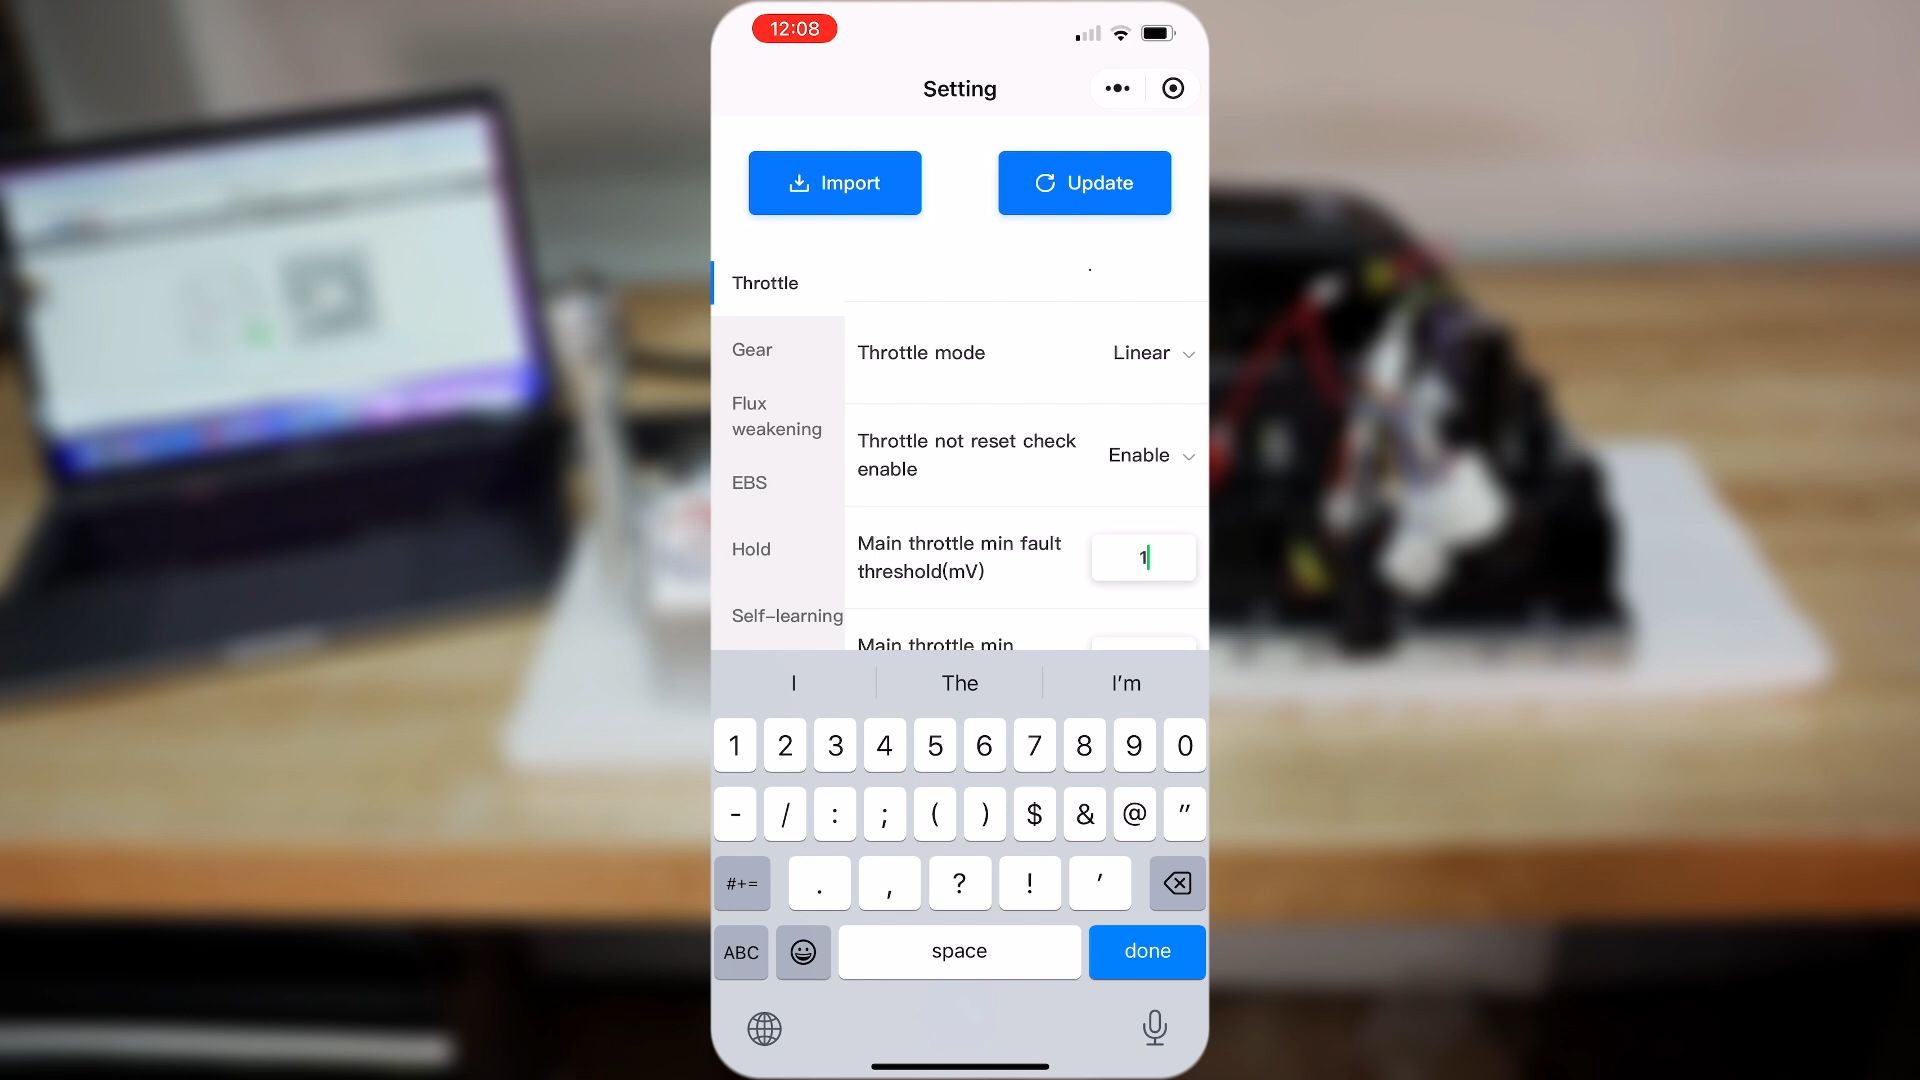 12:08
Setting
Import
Update
Throttle
Gear
Flux
weakening
EBS
Hold
Self-learning
Throttle mode
Linear
Throttle not reset check
enable
Enable
Main throttle min fault
threshold(mV)
1
Main throttle min
I
The
I'm
1 2 3 4 5 6 7 8 9 0
- / : ; ( ) $ & @ "
#+= . , ? ! '
ABC
space
done